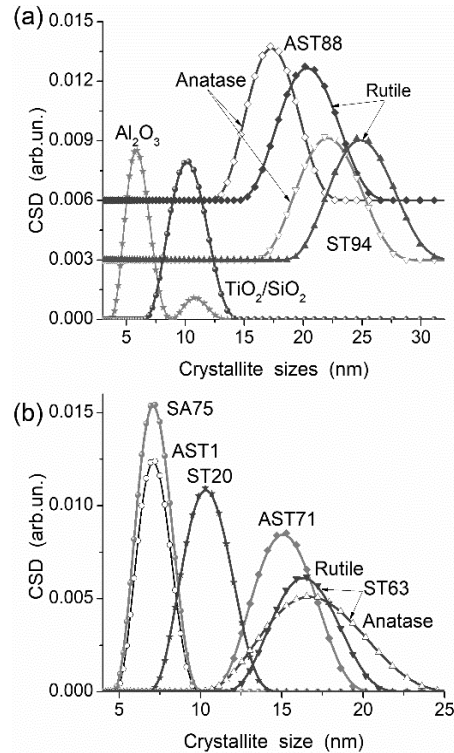 (a)
0.015
0.012
0.009
0.006
0.003
0.000
CSD (arb.un.)
AST88
Anatase
Rutile
Al₂O₃
ST94
TiO₂/SiO₂
5 10 15 20 25 30
Crystallite sizes (nm)
(b)
0.015
0.010
0.005
0.000
CSD (arb.un.)
SA75
AST1
ST20
AST71
Rutile
ST63
Anatase
5 10 15 20 25
Crystallite size (nm)